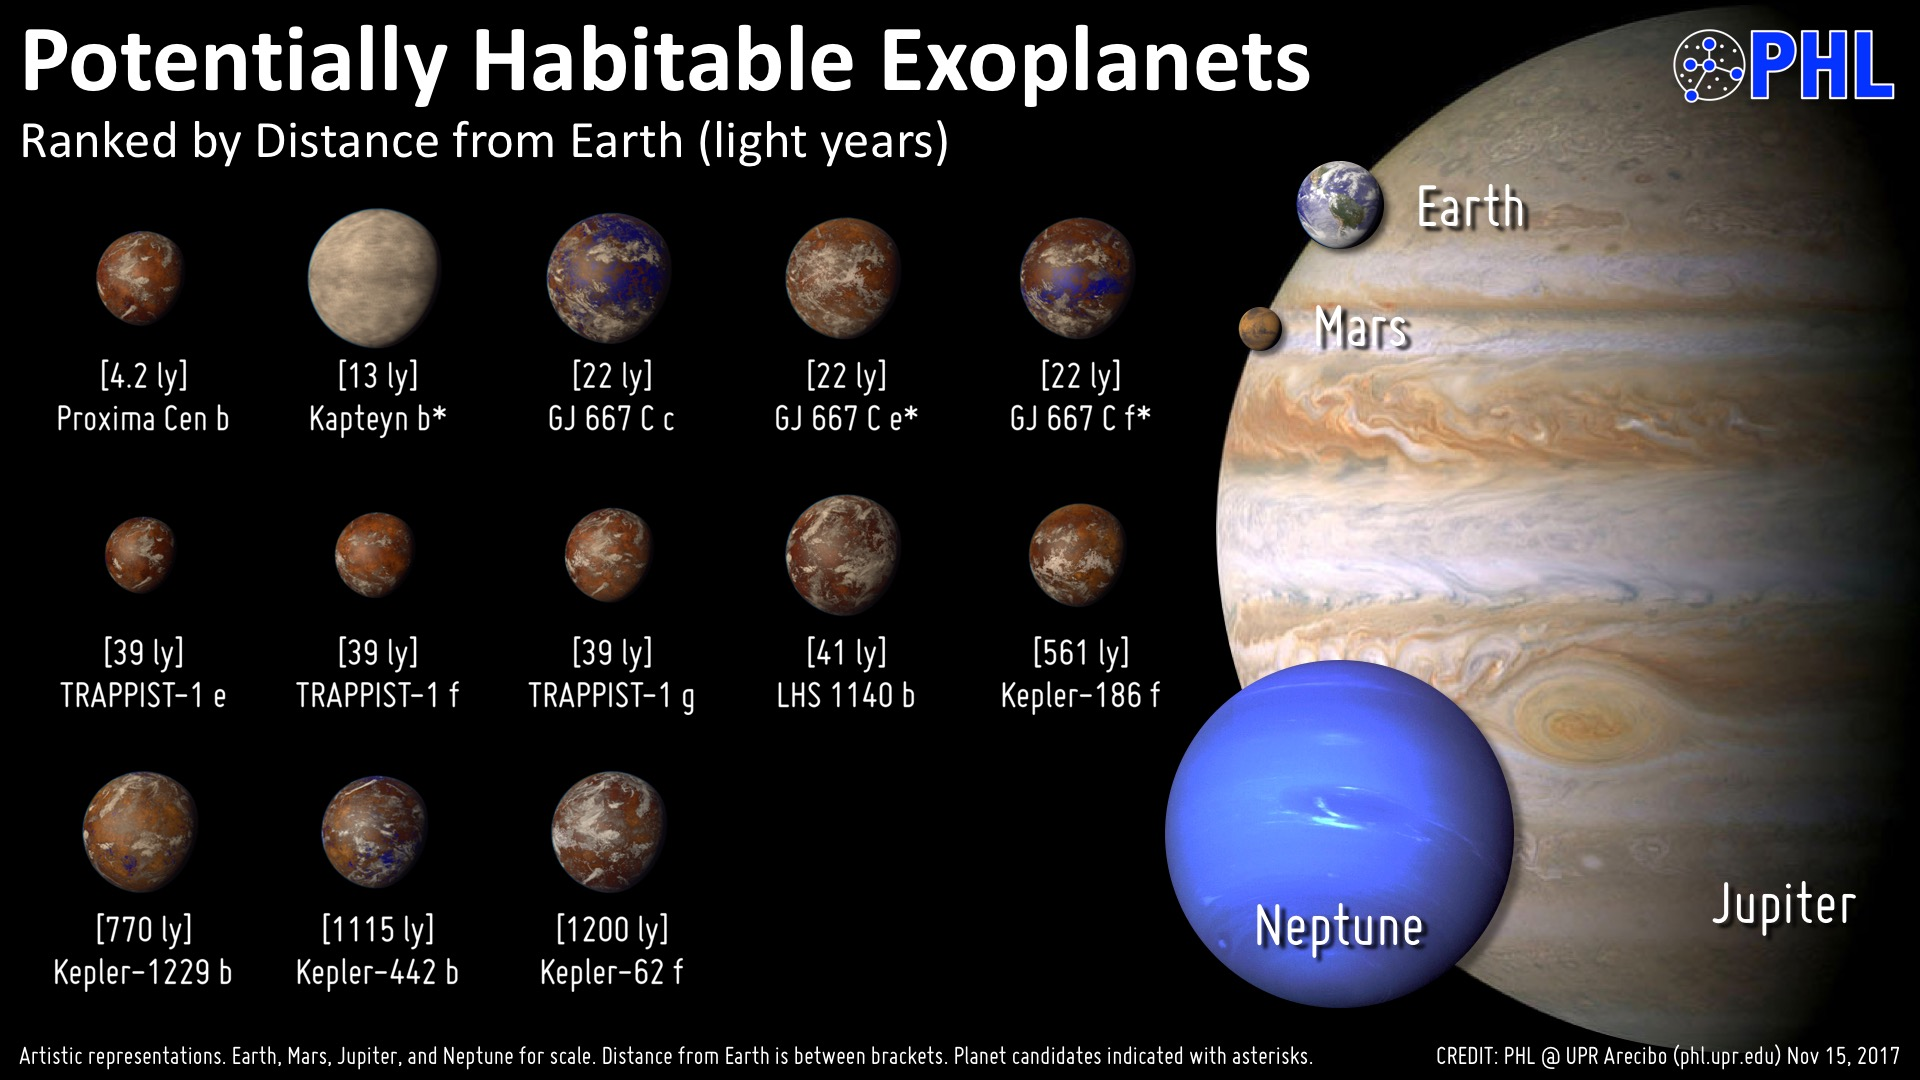 Potentially Habitable Exoplanets
PHL
Ranked by Distance from Earth (light years)
Earth
Mars
[4.2 ly]
Proxima Cen b
[13 ly]
Kapteyn b*
[22 ly]
GJ 667 C c
[22 ly]
GJ 667 C e*
[22 ly]
GJ 667 C f*
[39 ly]
TRAPPIST-1 e
[39 ly]
TRAPPIST-1 f
[39 ly]
TRAPPIST-1 g
[41 ly]
LHS 1140 b
[561 ly]
Kepler-186 f
[770 ly]
Kepler-1229 b
[1115 ly]
Kepler-442 b
[1200 ly]
Kepler-62 f
Neptune
Jupiter
Artistic representations. Earth, Mars, Jupiter, and Neptune for scale. Distance from Earth is between brackets. Planet candidates indicated with asterisks.
CREDIT: PHL @ UPR Arecibo (phl.upr.edu) Nov 15, 2017